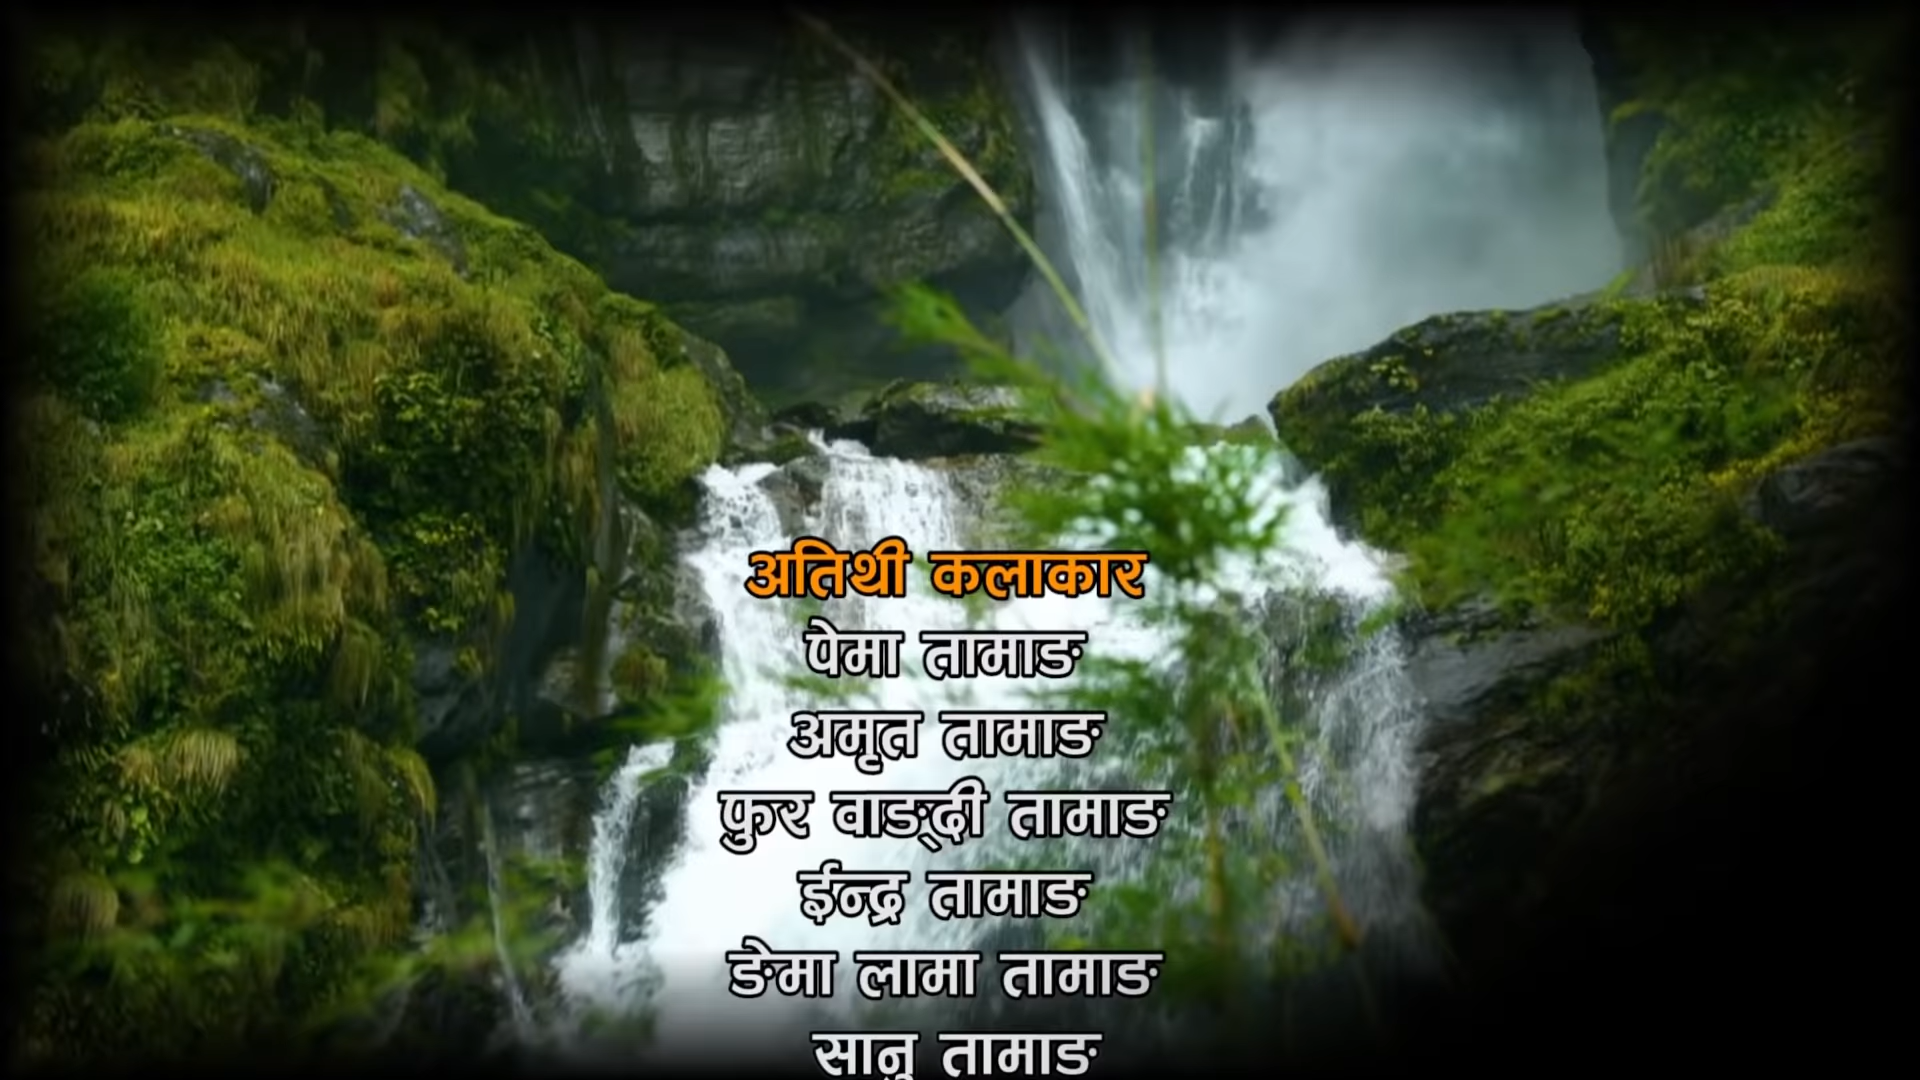 अतिथी कलाकार
पेमा तामाङ
अमृत तामाङ
फुर वाङ्दी तामाङ
ईन्द्र तामाङ
ङेमा लामा तामाङ
सानु तामाङ